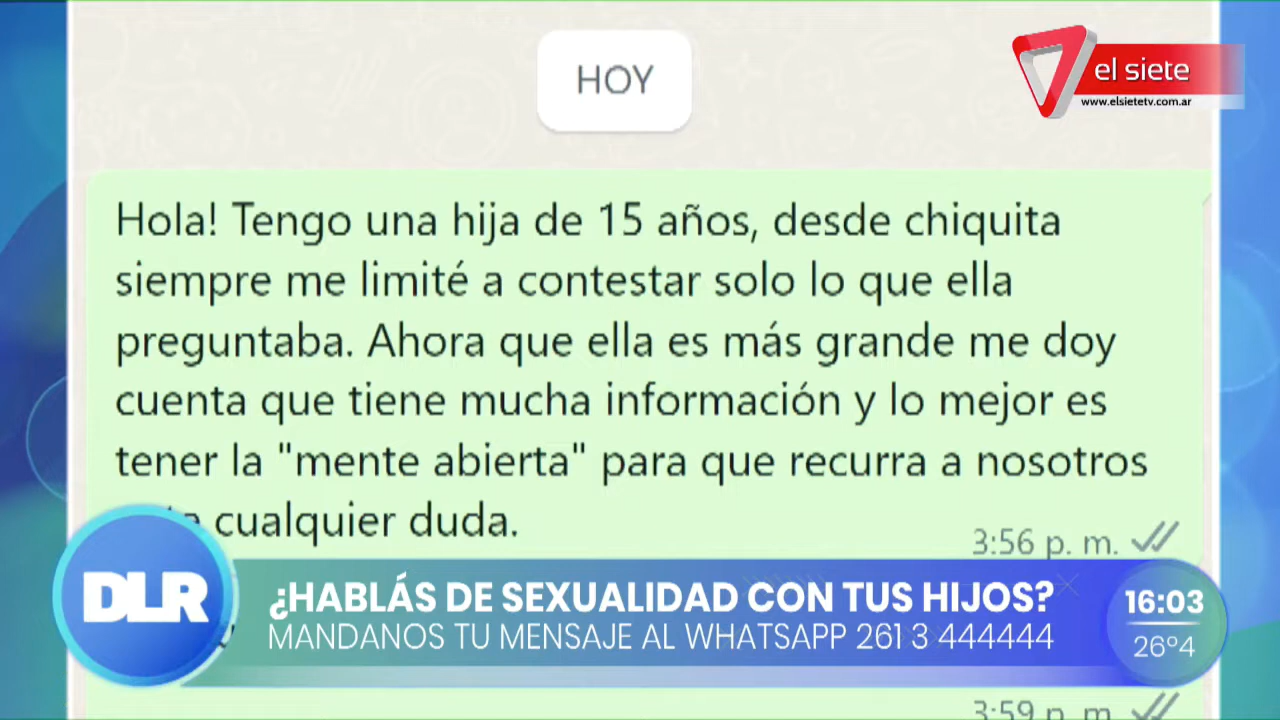 HOY
el siete
www.elsietetv.com.ar
Hola! Tengo una hija de 15 años, desde chiquita
siempre me limité a contestar solo lo que ella
preguntaba. Ahora que ella es más grande me doy
cuenta que tiene mucha información y lo mejor es
tener la "mente abierta" para que recurra a nosotros
cualquier duda.
3:56 p. m.
DLR
¿HABLÁS DE SEXUALIDAD CON TUS HIJOS?
MANDANOS TU MENSAJE AL WHATSAPP 261 3 444444
16:03
26°4
3:59 p. m.